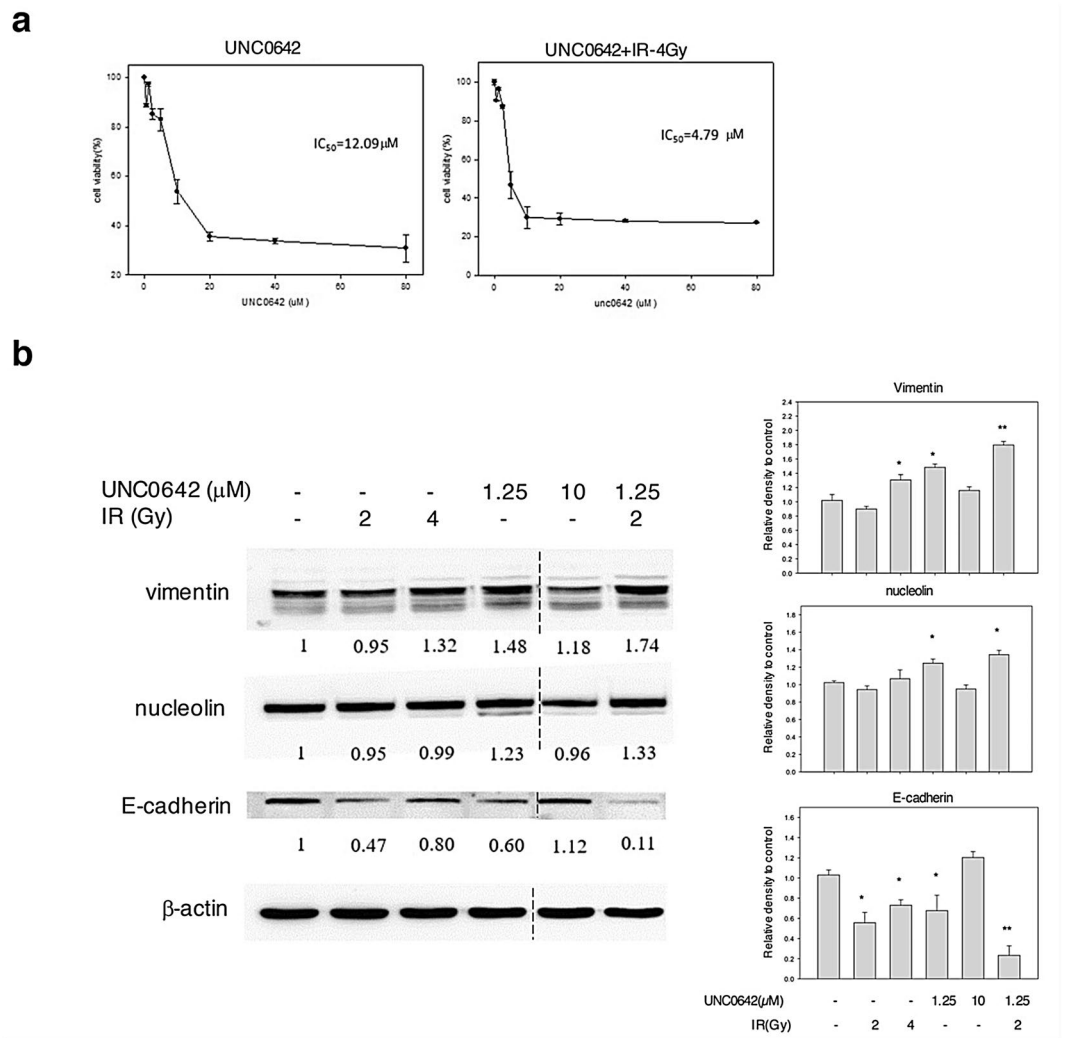 a
UNC0642
100
80
60
40
20
cell viability(%)
IC50=12.09μM
0 20 40 60 80
UNC0642 (uM)
UNC0642+IR-4Gy
100
80
60
40
20
0
cell viability (%)
IC50=4.79 μM
0 20 40 60 80
unc0642 (uM)
b
UNC0642 (μM) - - - 1.25 10 1.25
IR (Gy) - 2 4 - - 2
vimentin
1 0.95 1.32 1.48 1.18 1.74
nucleolin
1 0.95 0.99 1.23 0.96 1.33
E-cadherin
1 0.47 0.80 0.60 1.12 0.11
β-actin
Vimentin
2.4
2.2
2.0
1.8
1.6
1.4
1.2
1.0
0.8
0.6
0.4
0.2
0.0
Relative density to control
* * **
nucleolin
1.8
1.6
1.4
1.2
1.0
0.8
0.6
0.4
0.2
0.0
Relative density to control
* *
E-cadherin
1.6
1.4
1.2
1.0
0.8
0.6
0.4
0.2
0.0
Relative density to control
* * * **
UNC0642(μM) - - - 1.25 10 1.25
IR(Gy) - 2 4 - - 2